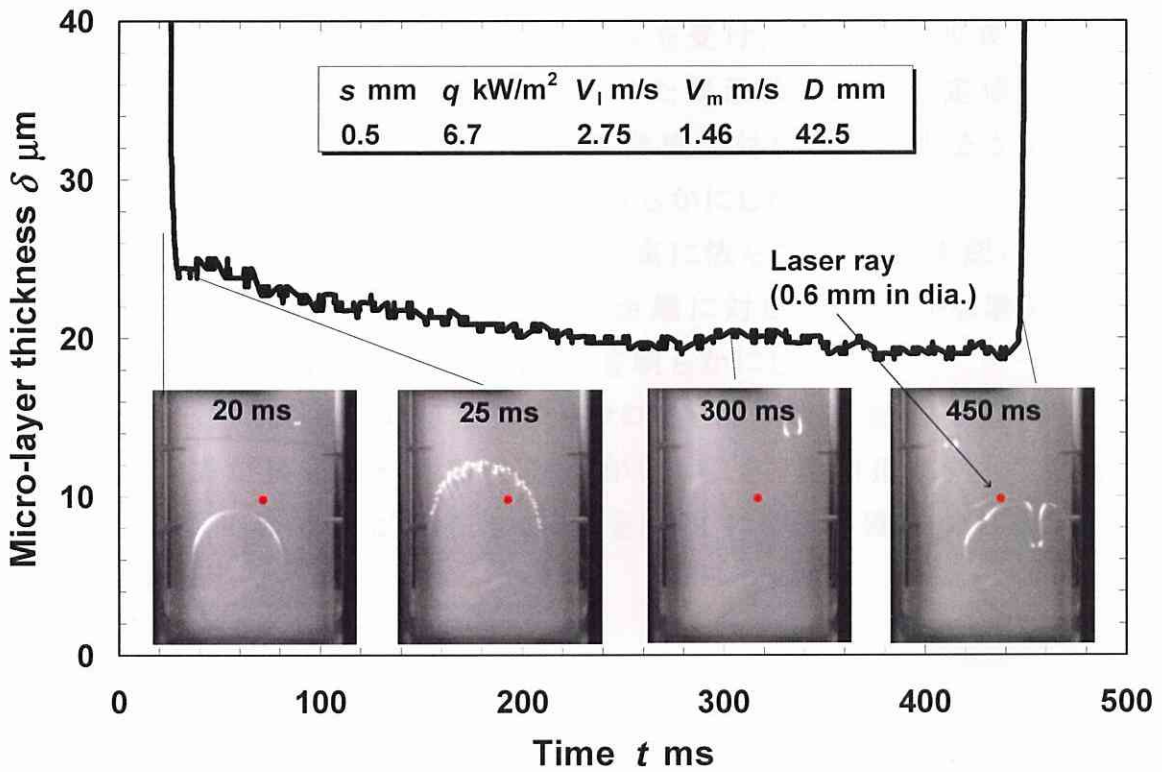 40
30
20
10
0
Micro-layer thickness δ μm
s mm q kW/m² Vl m/s Vm m/s D mm
0.5 6.7 2.75 1.46 42.5
Laser ray
(0.6 mm in dia.)
20 ms
25 ms
300 ms
450 ms
0 100 200 300 400 500
Time t ms